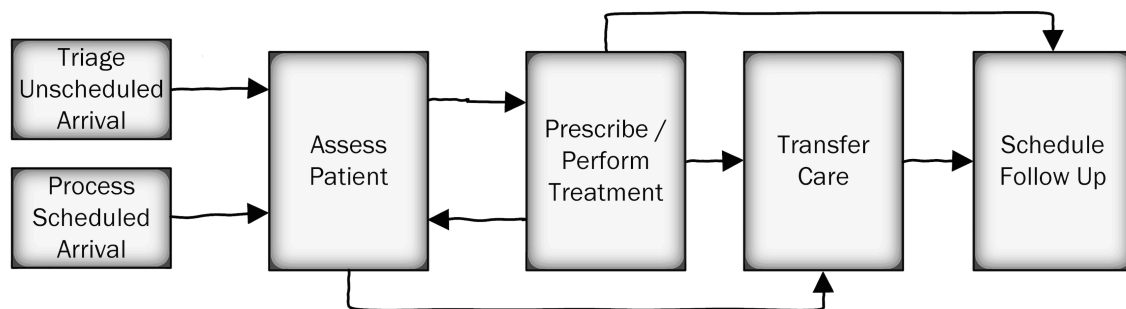 Triage
Unscheduled
Arrival
Process
Scheduled
Arrival
Assess
Patient
Prescribe /
Perform
Treatment
Transfer
Care
Schedule
Follow Up